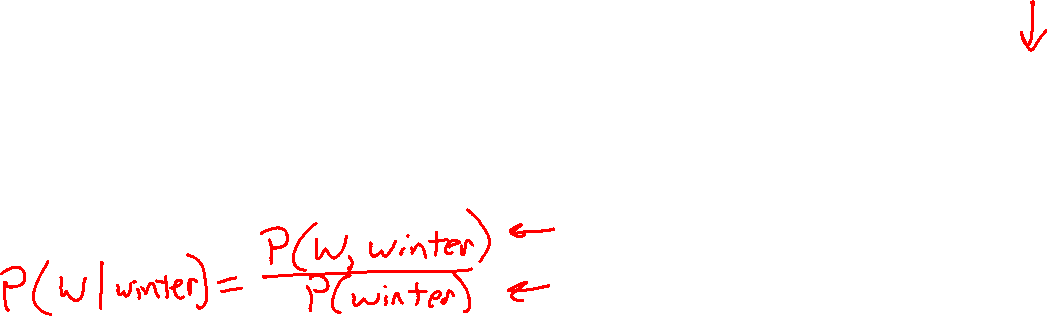 P(W | winter) = P(W, winter) ←
P(winter) ←